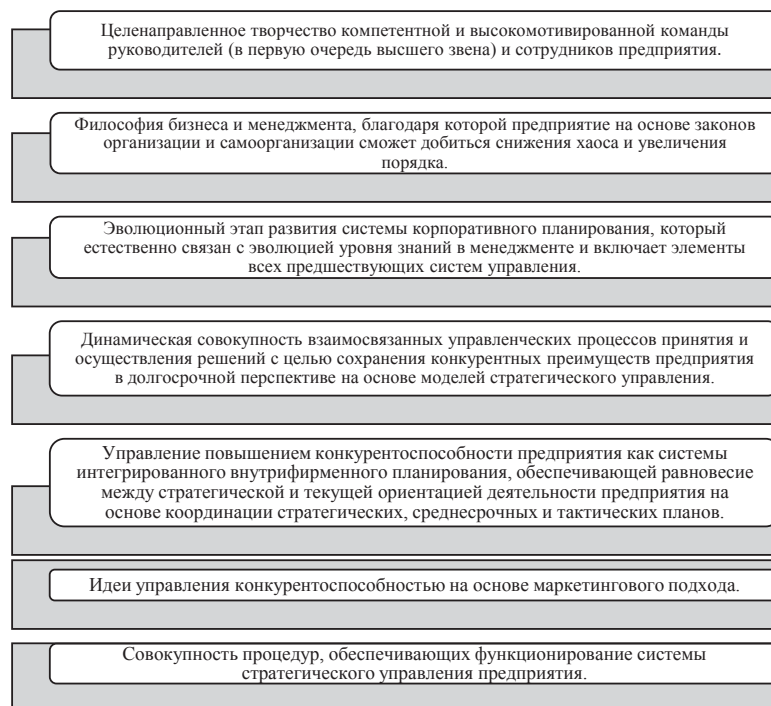 Целенаправленное творчество компетентной и высокомотивированной команды
руководителей (в первую очередь высшего звена) и сотрудников предприятия.
Философия бизнеса и менеджмента, благодаря которой предприятие на основе законов
организации и самоорганизации сможет добиться снижения хаоса и увеличения
порядка.
Эволюционный этап развития системы корпоративного планирования, который
естественно связан с эволюцией уровня знаний в менеджменте и включает элементы
всех предшествующих систем управления.
Динамическая совокупность взаимосвязанных управленческих процессов принятия и
осуществления решений с целью сохранения конкурентных преимуществ предприятия
в долгосрочной перспективе на основе моделей стратегического управления.
Управление повышением конкурентоспособности предприятия как системы
интегрированного внутрифирменного планирования, обеспечивающей равновесие
между стратегической и текущей ориентацией деятельности предприятия на
основе координации стратегических, среднесрочных и тактических планов.
Идеи управления конкурентоспособностью на основе маркетингового подхода.
Совокупность процедур, обеспечивающих функционирование системы
стратегического управления предприятия.